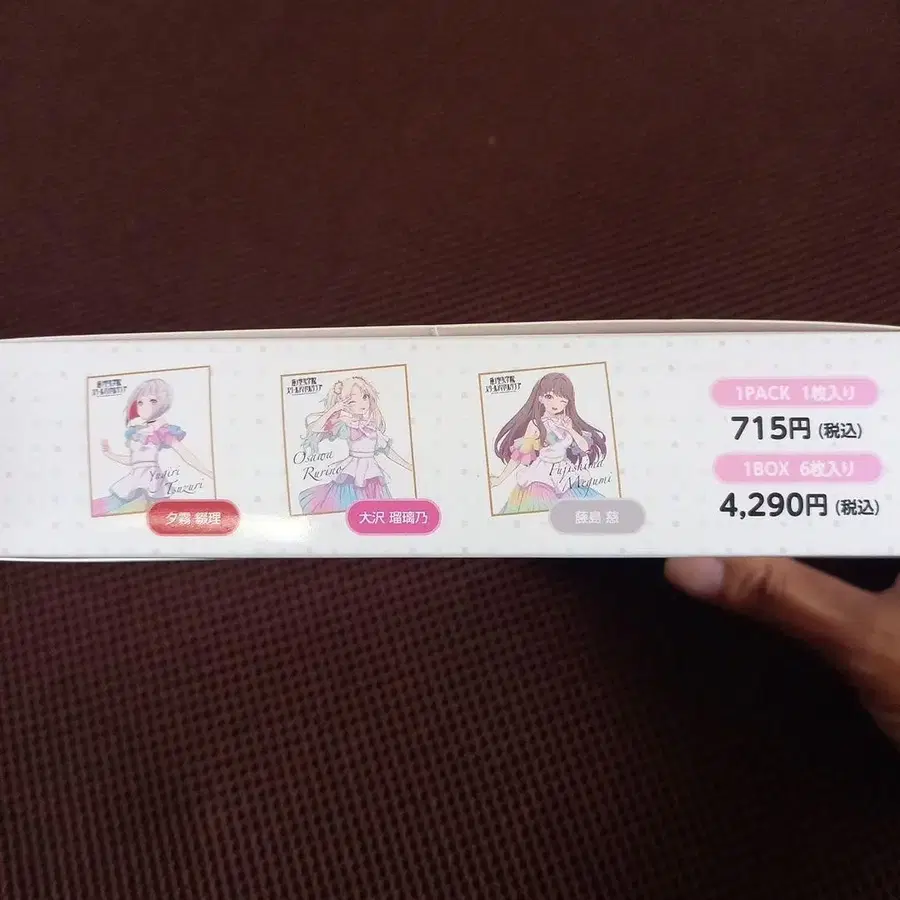 Yugiri
Tsuzuri
夕霧 綴理
Osawa
Rurino
大沢 瑠璃乃
Fujishima
Megumi
藤島 慈
1PACK 1枚入り
715円 (税込)
1BOX 6枚入り
4,290円 (税込)